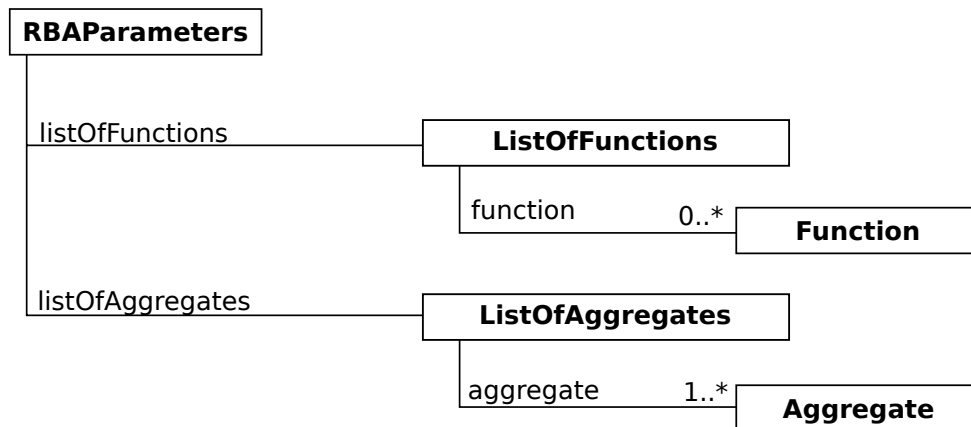 RBAParameters
listOfFunctions
ListOfFunctions
function
0..*
Function
listOfAggregates
ListOfAggregates
aggregate
1..*
Aggregate